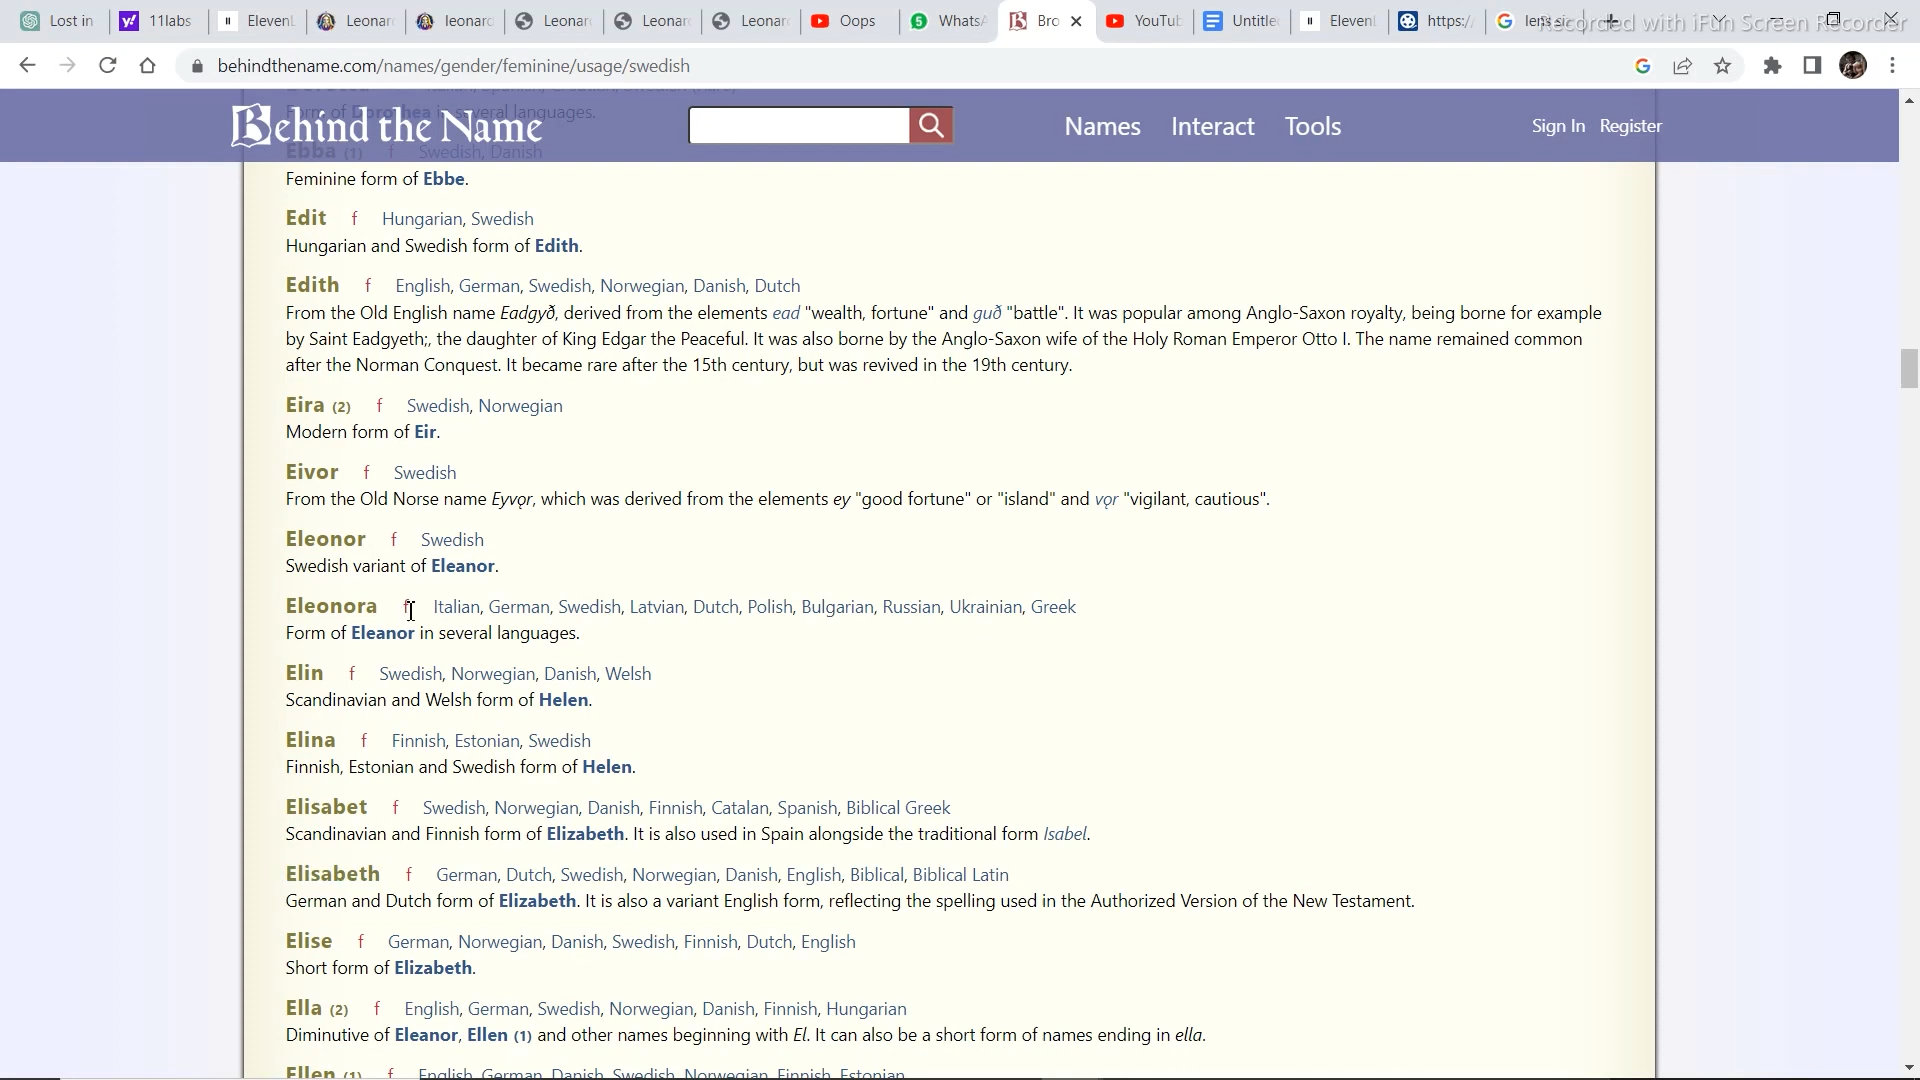 Lost in
11labs
ElevenL
Leonar
leonard
Leonar
Leonar
Leonar
Oops
WhatsA
Bro
YouTub
Untitle
ElevenL
https:/
lens si
Recorded with iFun Screen Recorder
behindthename.com/names/gender/feminine/usage/swedish
Behind the Name
Names
Interact
Tools
Sign In
Register
Form of Dorothea in several languages.
Ebba (1) f Swedish, Danish
Feminine form of Ebbe.
Edit f Hungarian, Swedish
Hungarian and Swedish form of Edith.
Edith f English, German, Swedish, Norwegian, Danish, Dutch
From the Old English name Eadgyð, derived from the elements ead "wealth, fortune" and guð "battle". It was popular among Anglo-Saxon royalty, being borne for example
by Saint Eadgyeth;, the daughter of King Edgar the Peaceful. It was also borne by the Anglo-Saxon wife of the Holy Roman Emperor Otto I. The name remained common
after the Norman Conquest. It became rare after the 15th century, but was revived in the 19th century.
Eira (2) f Swedish, Norwegian
Modern form of Eir.
Eivor f Swedish
From the Old Norse name Eyvǫr, which was derived from the elements ey "good fortune" or "island" and vǫr "vigilant, cautious".
Eleonor f Swedish
Swedish variant of Eleanor.
Eleonora f Italian, German, Swedish, Latvian, Dutch, Polish, Bulgarian, Russian, Ukrainian, Greek
Form of Eleanor in several languages.
Elin f Swedish, Norwegian, Danish, Welsh
Scandinavian and Welsh form of Helen.
Elina f Finnish, Estonian, Swedish
Finnish, Estonian and Swedish form of Helen.
Elisabet f Swedish, Norwegian, Danish, Finnish, Catalan, Spanish, Biblical Greek
Scandinavian and Finnish form of Elizabeth. It is also used in Spain alongside the traditional form Isabel.
Elisabeth f German, Dutch, Swedish, Norwegian, Danish, English, Biblical, Biblical Latin
German and Dutch form of Elizabeth. It is also a variant English form, reflecting the spelling used in the Authorized Version of the New Testament.
Elise f German, Norwegian, Danish, Swedish, Finnish, Dutch, English
Short form of Elizabeth.
Ella (2) f English, German, Swedish, Norwegian, Danish, Finnish, Hungarian
Diminutive of Eleanor, Ellen (1) and other names beginning with El. It can also be a short form of names ending in ella.
Ellen (1) f English, German, Danish, Swedish, Norwegian, Finnish, Estonian